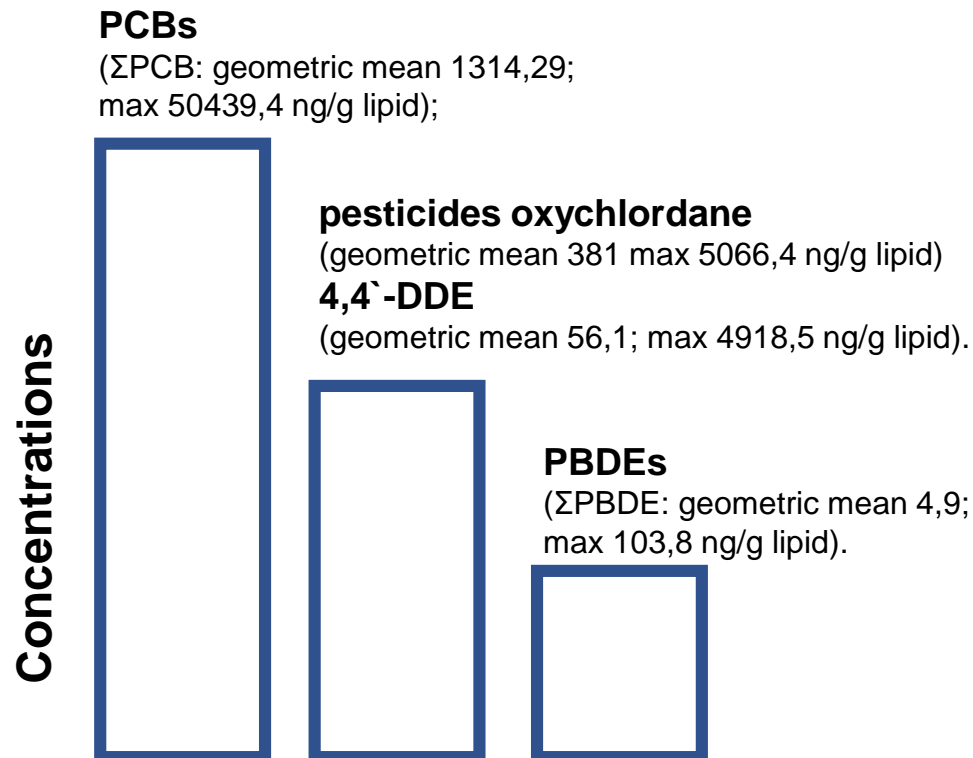 PCBs
(ΣPCB: geometric mean 1314,29;
max 50439,4 ng/g lipid);
pesticides oxychlordane
(geometric mean 381 max 5066,4 ng/g lipid)
4,4`-DDE
(geometric mean 56,1; max 4918,5 ng/g lipid).
PBDEs
(ΣPBDE: geometric mean 4,9;
max 103,8 ng/g lipid).
Concentrations